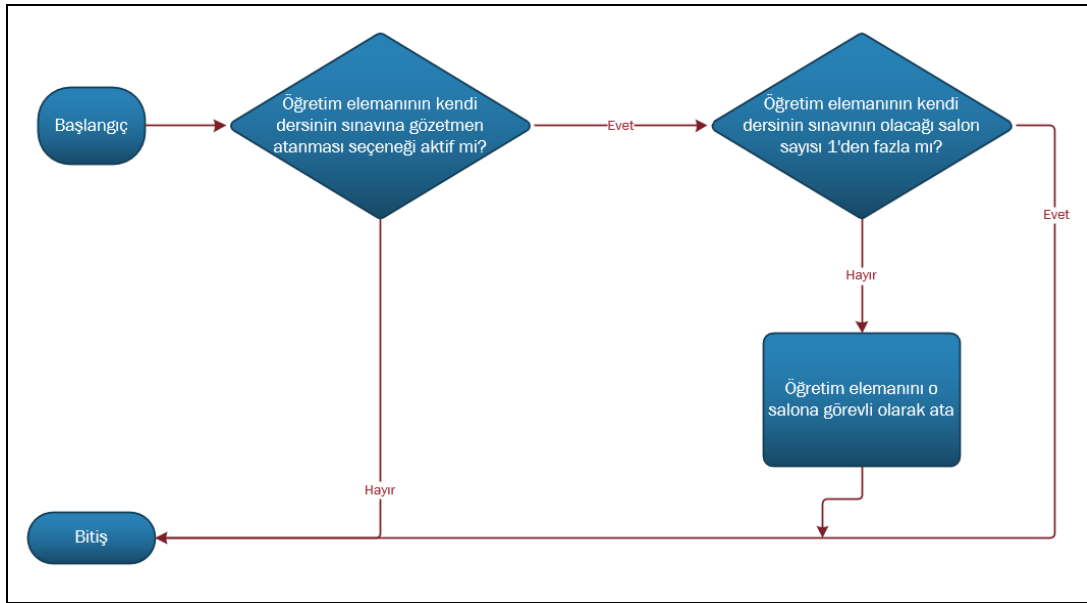 Başlangıç
Öğretim elemanının kendi
dersinin sınavına gözetmen
atanması seçeneği aktif mi?
Evet
Öğretim elemanının kendi
dersinin sınavının olacağı salon
sayısı 1'den fazla mı?
Evet
Hayır
Öğretim elemanını o
salona görevli olarak ata
Hayır
Bitiş